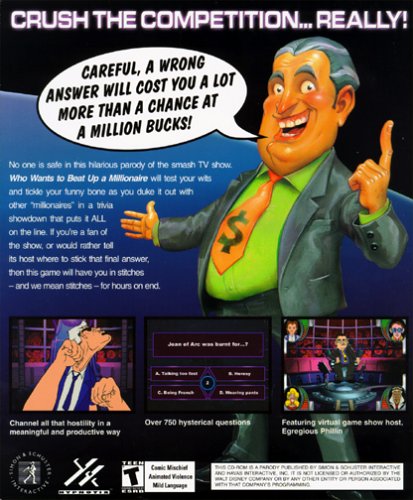 CRUSH THE COMPETITION... REALLY!
CAREFUL, A WRONG
ANSWER WILL COST YOU A LOT
MORE THAN A CHANCE AT
A MILLION BUCKS!
No one is safe in this hilarious parody of the smash TV show.
Who Wants to Beat Up a Millionaire will test your wits
and tickle your funny bone as you duke it out with
other "millionaires" in a trivia
showdown that puts it ALL
on the line. If you're a fan of
the show, or would rather tell
its host where to stick that final answer,
then this game will have you in stitches
– and we mean stitches – for hours on end.
$
Joan of Arc was burnt for...?
A. Talking too fast
B. Heresy
C. Being French
D. Wearing pants
Channel all that hostility in a
meaningful and productive way
Over 750 hysterical questions
Featuring virtual game show host,
Egregious Phillin
SIMON & SCHUSTER
INTERACTIVE
HYPNOTIX
TEEN
T
ESRB
Comic Mischief
Animated Violence
Mild Language
THIS CD-ROM IS A PARODY PUBLISHED BY SIMON & SCHUSTER INTERACTIVE
AND HAVAS INTERACTIVE, INC. IT IS NOT LICENSED OR AUTHORIZED BY THE
WALT DISNEY COMPANY OR BY ANY OTHER ENTITY OR PERSON ASSOCIATED
WITH THAT COMPANY'S PROGRAMMING.